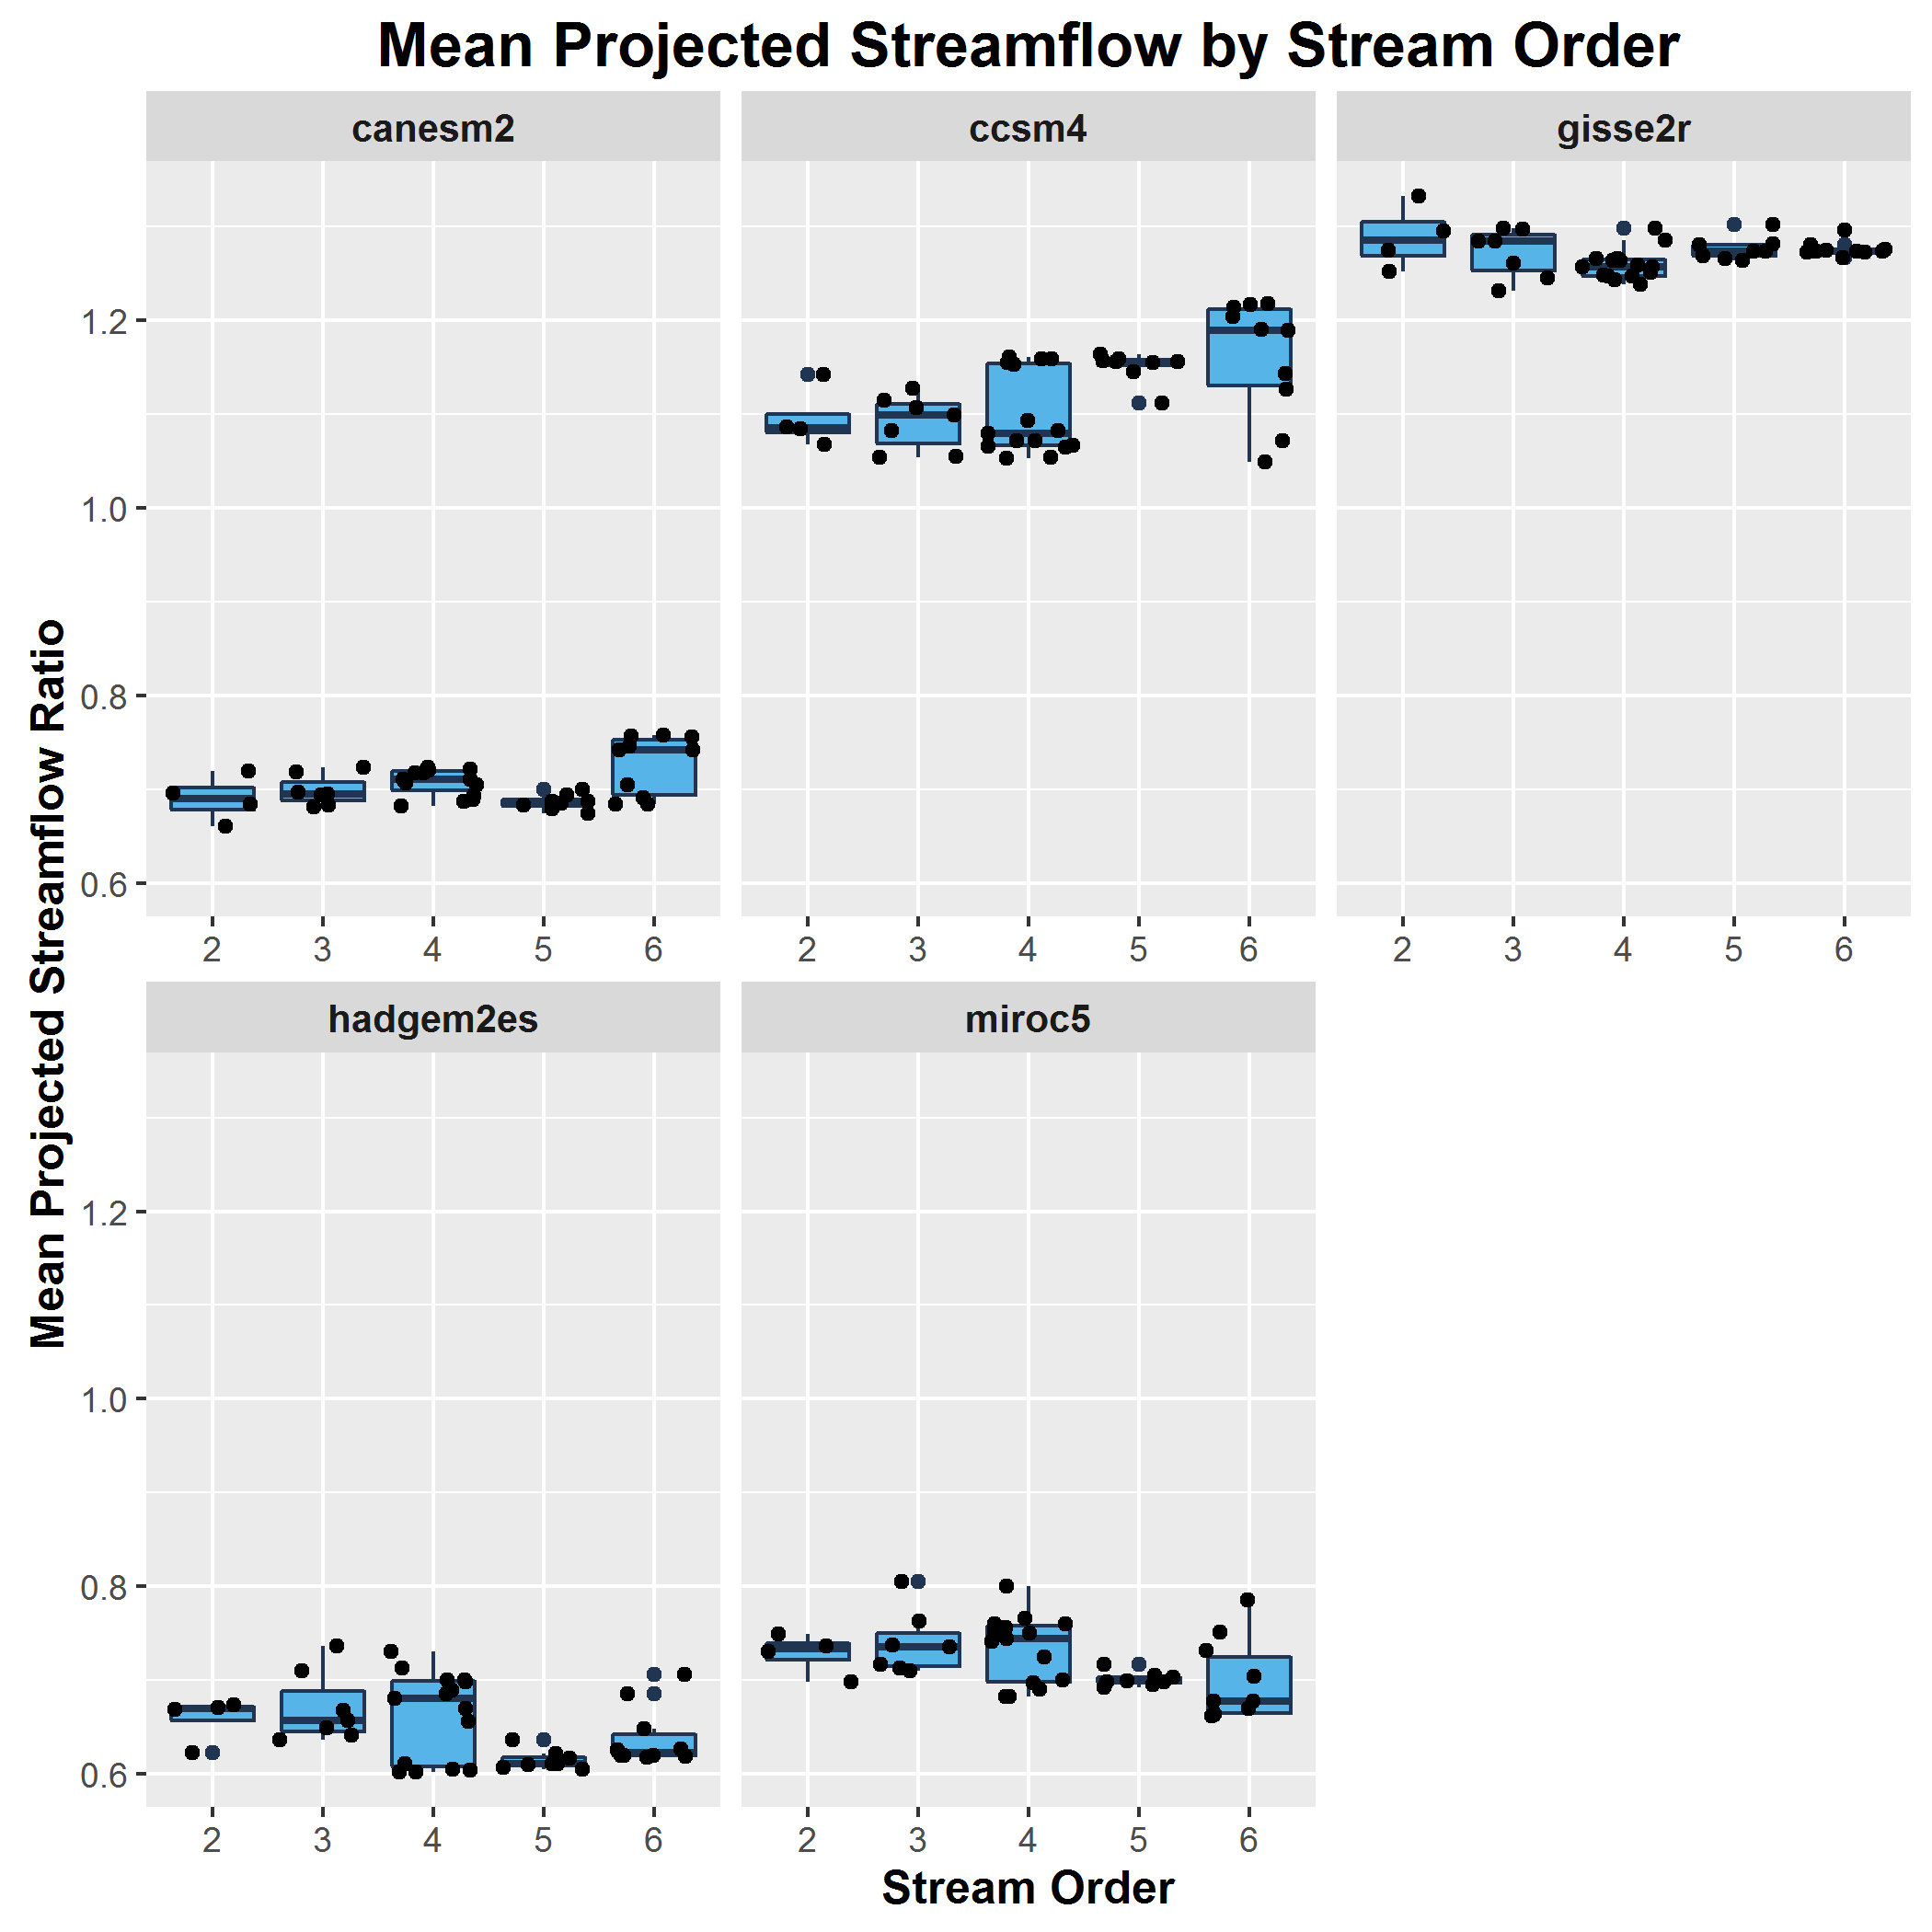 Mean Projected Streamflow by Stream Order
canesm2 ccsm4 gisse2r
Mean Projected Streamflow Ratio
1.2
1.0
0.8
0.6
2 3 4 5 6 2 3 4 5 6 2 3 4 5 6
hadgem2es miroc5
1.2
1.0
0.8
0.6
2 3 4 5 6 2 3 4 5 6
Stream Order